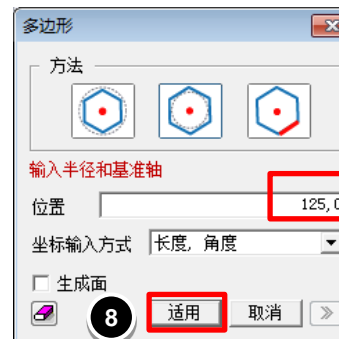 多边形
方法
输入半径和基准轴
位置 125,0
坐标输入方式 长度, 角度
生成面
8 适用 取消